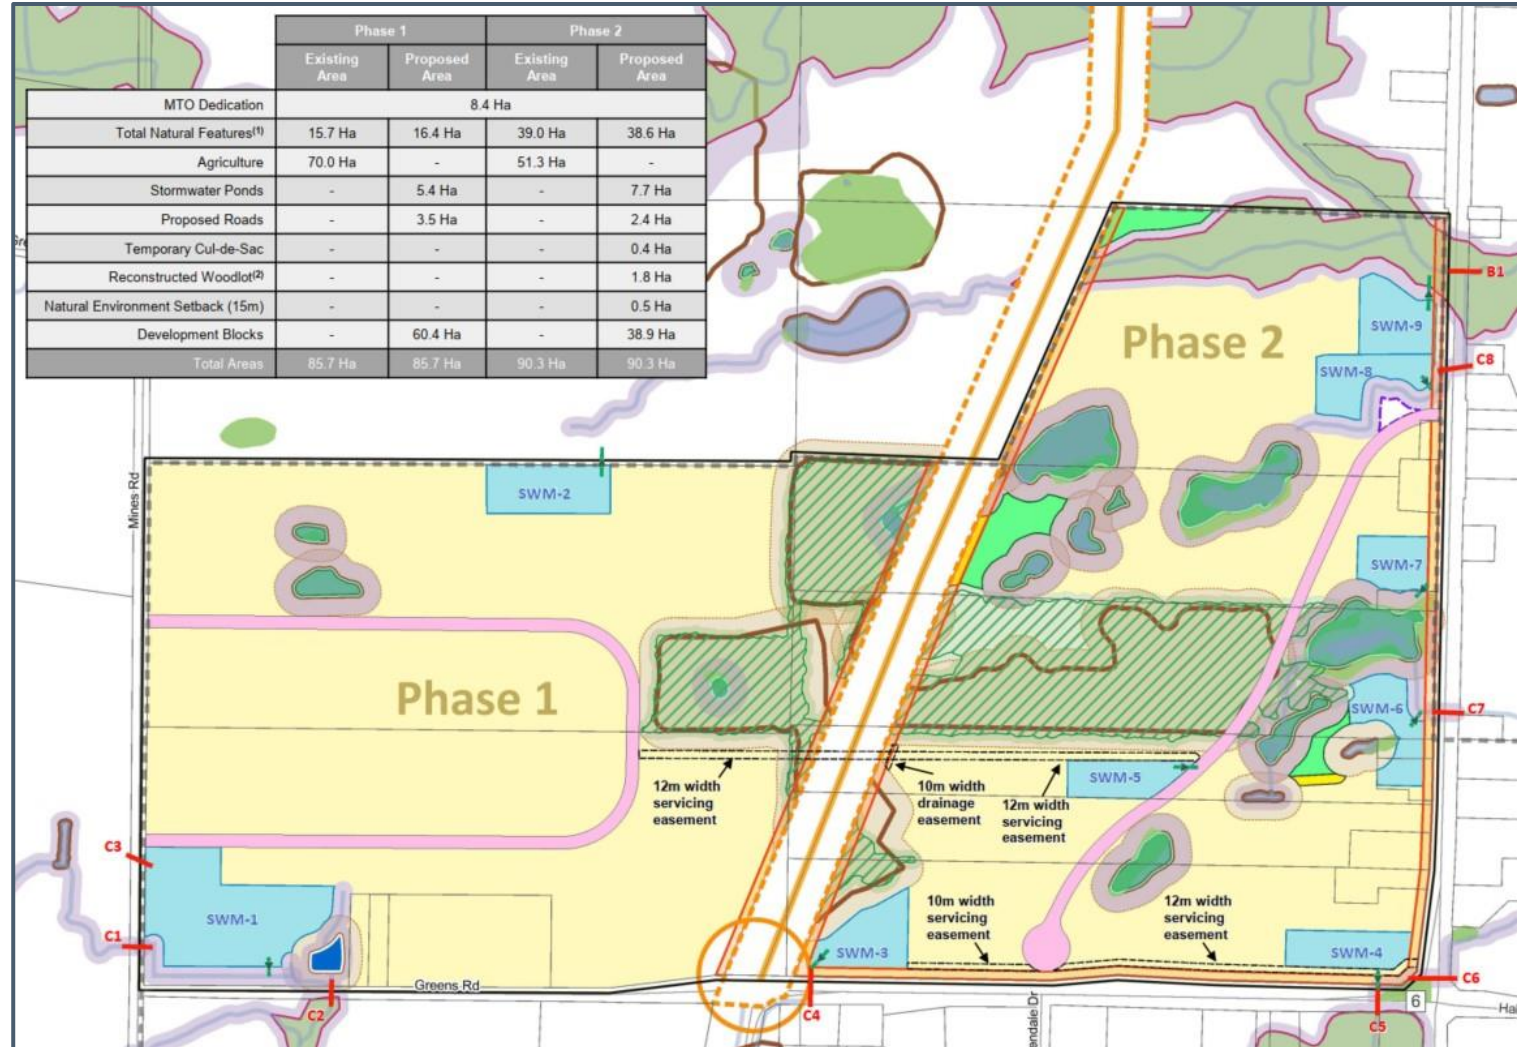 Phase 1 Phase 2
Existing Area Proposed Area Existing Area Proposed Area
MTO Dedication 8.4 Ha
Total Natural Features(1) 15.7 Ha 16.4 Ha 39.0 Ha 38.6 Ha
Agriculture 70.0 Ha - 51.3 Ha -
Stormwater Ponds - 5.4 Ha - 7.7 Ha
Proposed Roads - 3.5 Ha - 2.4 Ha
Temporary Cul-de-Sac - - - 0.4 Ha
Reconstructed Woodlot(2) - - - 1.8 Ha
Natural Environment Setback (15m) - - - 0.5 Ha
Development Blocks - 60.4 Ha - 38.9 Ha
Total Areas 85.7 Ha 85.7 Ha 90.3 Ha 90.3 Ha
B1
SWM-9
Phase 2
C8
SWM-8
SWM-2
Mines Rd
SWM-7
Phase 1
SWM-6
C7
SWM-5
12m width
servicing
easement
10m width
drainage
easement
12m width
servicing
easement
C3
SWM-1
C1
10m width
servicing
easement
12m width
servicing
easement
SWM-3
SWM-4
C6
Greens Rd
C2
C4
6
C5